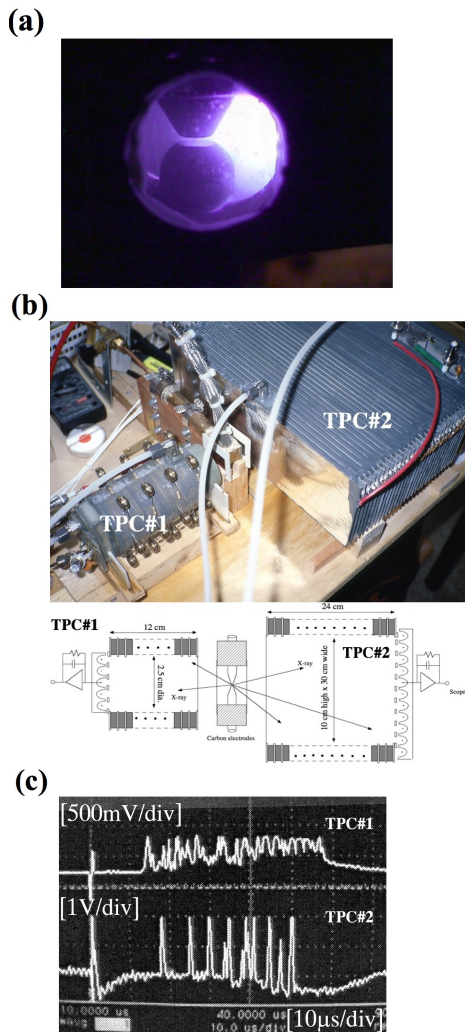 (a)
(b)
TPC#2
TPC#1
TPC#1
12 cm
24 cm
TPC#2
X-ray
2.5 cm dia.
X-ray
10 cm high x 30 cm wide
Scope
Carbon electrodes
(c)
[500mV/div]
TPC#1
[1V/div]
TPC#2
10.0000 us
40.0000 us
10.0 us/div
[10μs/div]